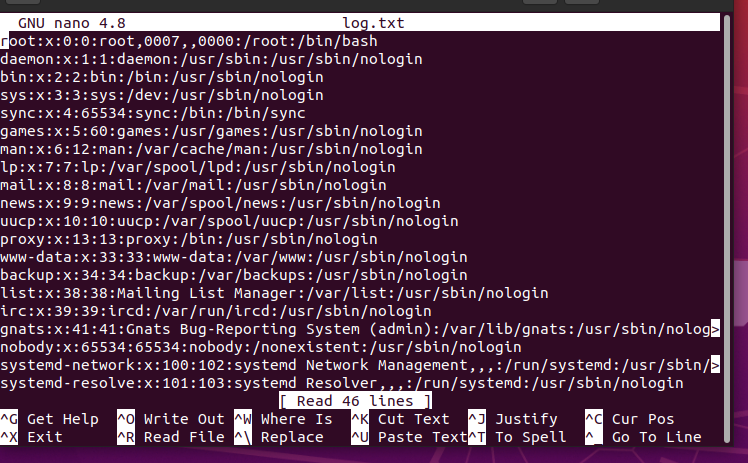 GNU nano 4.8 log.txt
root:x:0:0:root,0007,,0000:/root:/bin/bash
daemon:x:1:1:daemon:/usr/sbin:/usr/sbin/nologin
bin:x:2:2:bin:/bin:/usr/sbin/nologin
sys:x:3:3:sys:/dev:/usr/sbin/nologin
sync:x:4:65534:sync:/bin:/bin/sync
games:x:5:60:games:/usr/games:/usr/sbin/nologin
man:x:6:12:man:/var/cache/man:/usr/sbin/nologin
lp:x:7:7:lp:/var/spool/lpd:/usr/sbin/nologin
mail:x:8:8:mail:/var/mail:/usr/sbin/nologin
news:x:9:9:news:/var/spool/news:/usr/sbin/nologin
uucp:x:10:10:uucp:/var/spool/uucp:/usr/sbin/nologin
proxy:x:13:13:proxy:/bin:/usr/sbin/nologin
www-data:x:33:33:www-data:/var/www:/usr/sbin/nologin
backup:x:34:34:backup:/var/backups:/usr/sbin/nologin
list:x:38:38:Mailing List Manager:/var/list:/usr/sbin/nologin
irc:x:39:39:ircd:/var/run/ircd:/usr/sbin/nologin
gnats:x:41:41:Gnats Bug-Reporting System (admin):/var/lib/gnats:/usr/sbin/nolog>
nobody:x:65534:65534:nobody:/nonexistent:/usr/sbin/nologin
systemd-network:x:100:102:systemd Network Management,,,:/run/systemd:/usr/sbin/>
systemd-resolve:x:101:103:systemd Resolver,,,:/run/systemd:/usr/sbin/nologin
[ Read 46 lines ]
^G Get Help ^O Write Out ^W Where Is ^K Cut Text ^J Justify ^C Cur Pos
^X Exit ^R Read File ^\ Replace ^U Paste Text ^T To Spell ^_ Go To Line